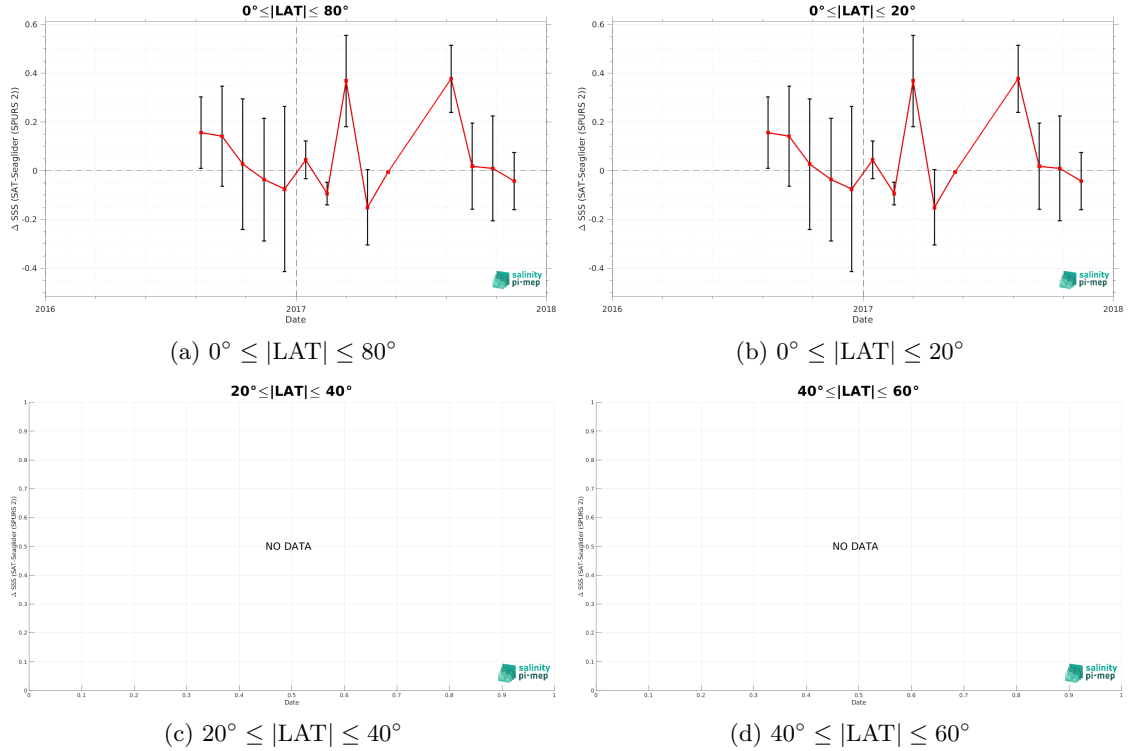 0°≤|LAT|≤ 80°
Δ SSS (SAT-Seaglider (SPURS 2))
0.6
0.4
0.2
0
-0.2
-0.4
2016
2017
2018
Date
salinity
pi-mep
(a) 0° ≤ |LAT| ≤ 80°
0°≤|LAT|≤ 20°
Δ SSS (SAT-Seaglider (SPURS 2))
0.6
0.4
0.2
0
-0.2
-0.4
2016
2017
2018
Date
salinity
pi-mep
(b) 0° ≤ |LAT| ≤ 20°
20°≤|LAT|≤ 40°
Δ SSS (SAT-Seaglider (SPURS 2))
1
0.9
0.8
0.7
0.6
0.5
0.4
0.3
0.2
0.1
0
NO DATA
0 0.1 0.2 0.3 0.4 0.5 0.6 0.7 0.8 0.9 1
Date
salinity
pi-mep
(c) 20° ≤ |LAT| ≤ 40°
40°≤|LAT|≤ 60°
Δ SSS (SAT-Seaglider (SPURS 2))
1
0.9
0.8
0.7
0.6
0.5
0.4
0.3
0.2
0.1
0
NO DATA
0 0.1 0.2 0.3 0.4 0.5 0.6 0.7 0.8 0.9 1
Date
salinity
pi-mep
(d) 40° ≤ |LAT| ≤ 60°